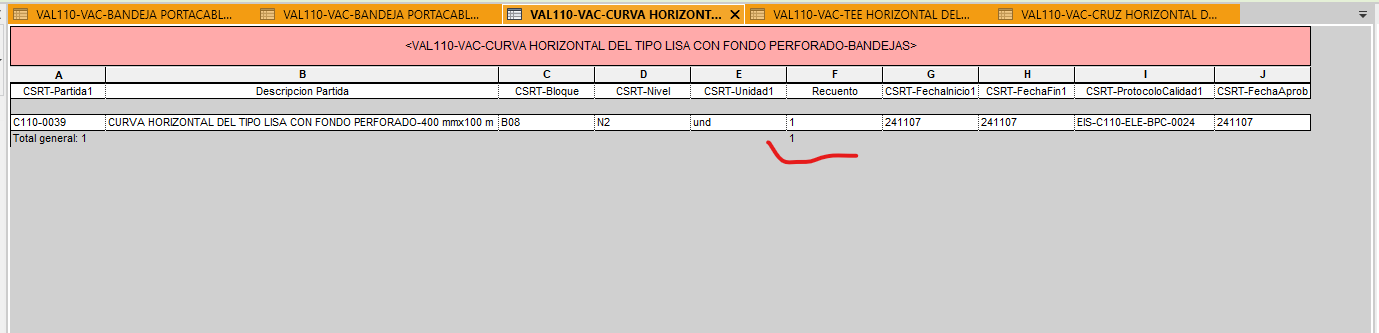 VAL110-VAC-BANDEJA PORTACABL... VAL110-VAC-BANDEJA PORTACABL... VAL110-VAC-CURVA HORIZONT... VAL110-VAC-TEE HORIZONTAL DEL... VAL110-VAC-CRUZ HORIZONTAL D...
<VAL110-VAC-CURVA HORIZONTAL DEL TIPO LISA CON FONDO PERFORADO-BANDEJAS>
A B C D E F G H I J
CSRT-Partida1 Descripcion Partida CSRT-Bloque CSRT-Nivel CSRT-Unidad1 Recuento CSRT-FechaInicio1 CSRT-FechaFin1 CSRT-ProtocoloCalidad1 CSRT-FechaAprob
C110-0039 CURVA HORIZONTAL DEL TIPO LISA CON FONDO PERFORADO-400 mmx100 m B08 N2 und 1 241107 241107 EIS-C110-ELE-BPC-0024 241107
Total general: 1 1